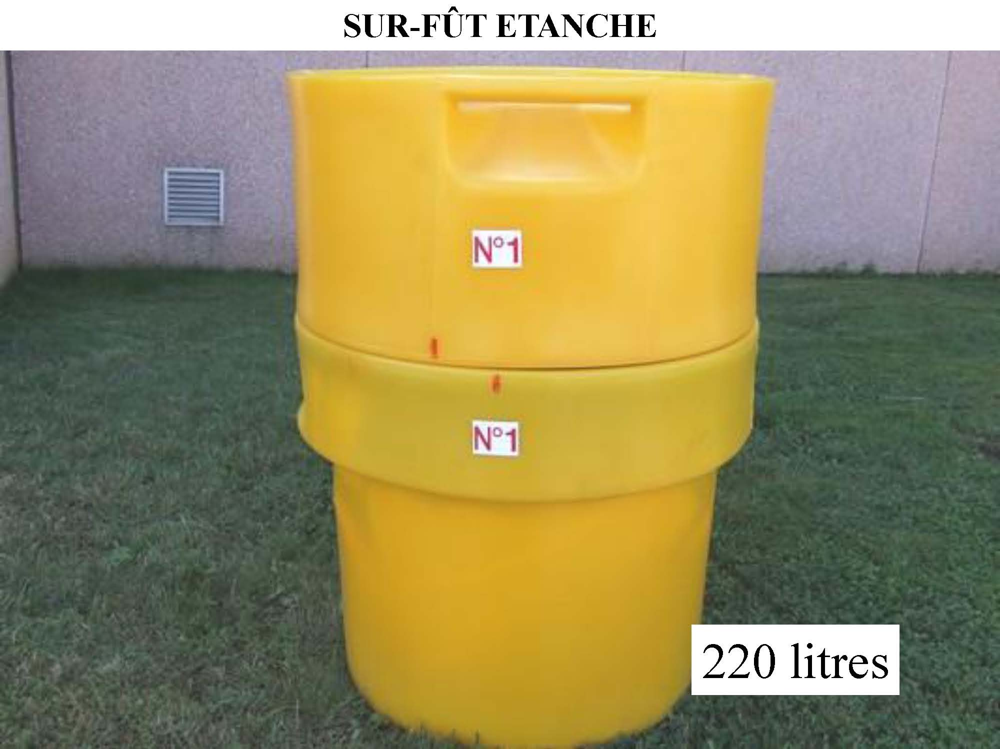 SUR-FÛT ETANCHE
N°1
N°1
220 litres